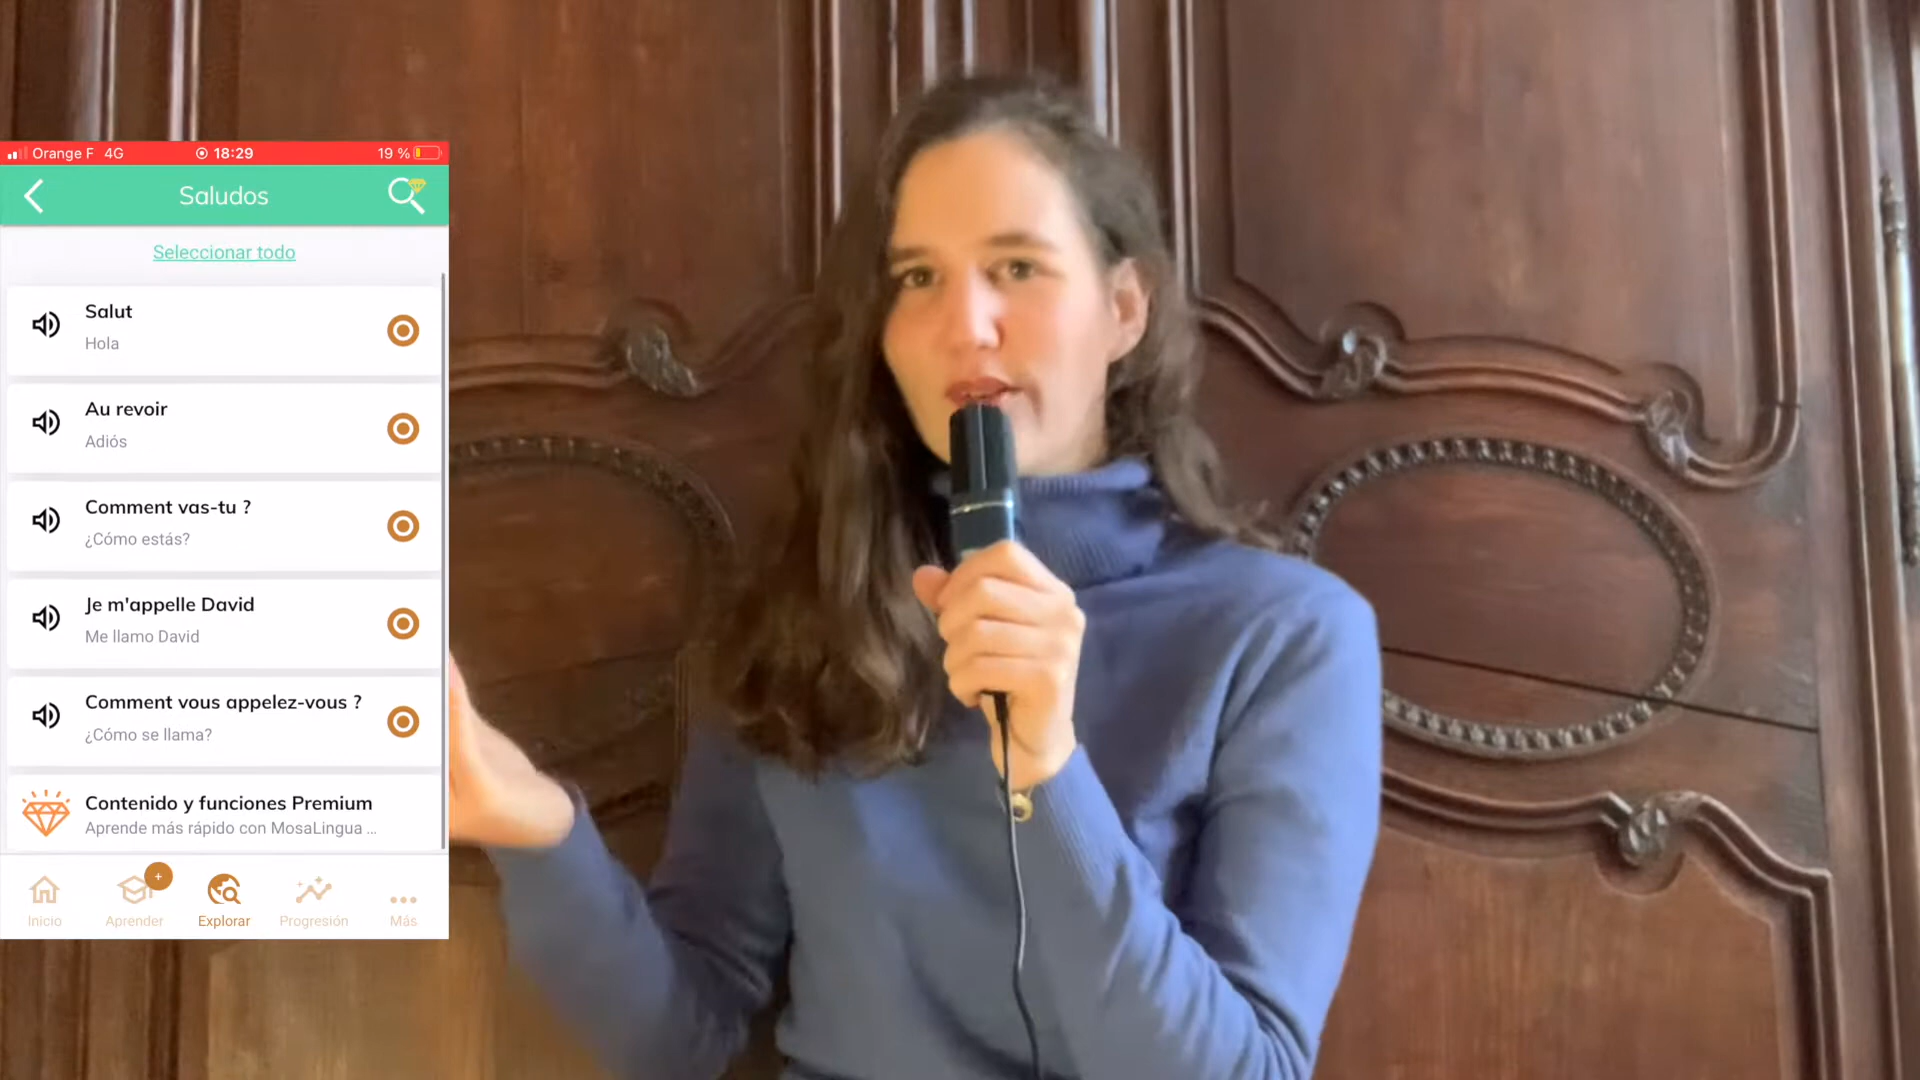 Orange F 4G 18:29 19 %
Saludos
Seleccionar todo
Salut
Hola
Au revoir
Adiós
Comment vas-tu ?
¿Cómo estás?
Je m'appelle David
Me llamo David
Comment vous appelez-vous ?
¿Cómo se llama?
Contenido y funciones Premium
Aprende más rápido con MosaLingua ...
+
Inicio Aprender Explorar Progresión Más